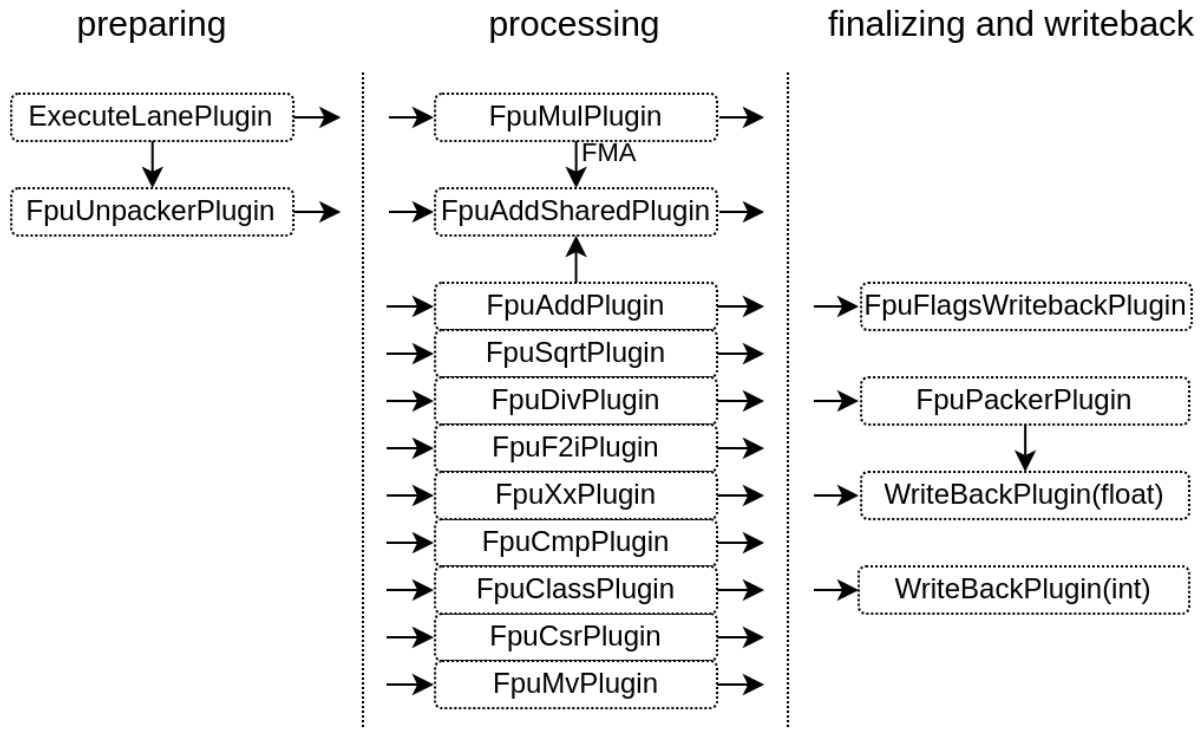 preparing
processing
finalizing and writeback
ExecuteLanePlugin
FpuUnpackerPlugin
FpuMulPlugin
FMA
FpuAddSharedPlugin
FpuAddPlugin
FpuSqrtPlugin
FpuDivPlugin
FpuF2iPlugin
FpuXxPlugin
FpuCmpPlugin
FpuClassPlugin
FpuCsrPlugin
FpuMvPlugin
FpuFlagsWritebackPlugin
FpuPackerPlugin
WriteBackPlugin(float)
WriteBackPlugin(int)